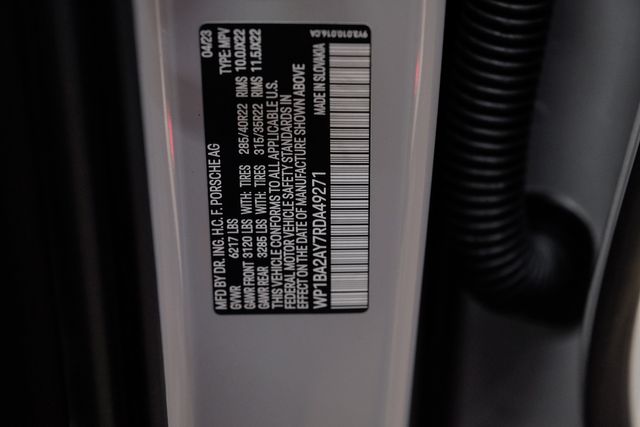 MFD BY DR. ING. H.C. F. PORSCHE AG 04/23
GVWR 6217 LBS TYPE: MPV
GAWR FRONT 3120 LBS WITH: TIRES 285/40R22 RIMS 10.0JX22
GAWR REAR 3285 LBS WITH: TIRES 315/35R22 RIMS 11.5JX22
THIS VEHICLE CONFORMS TO ALL APPLICABLE U.S.
FEDERAL MOTOR VEHICLE SAFETY STANDARDS IN
EFFECT ON THE DATE OF MANUFACTURE SHOWN ABOVE
WP1BA2AY7RDA49271 MADE IN SLOVAKIA
9Y3.010.014.CA